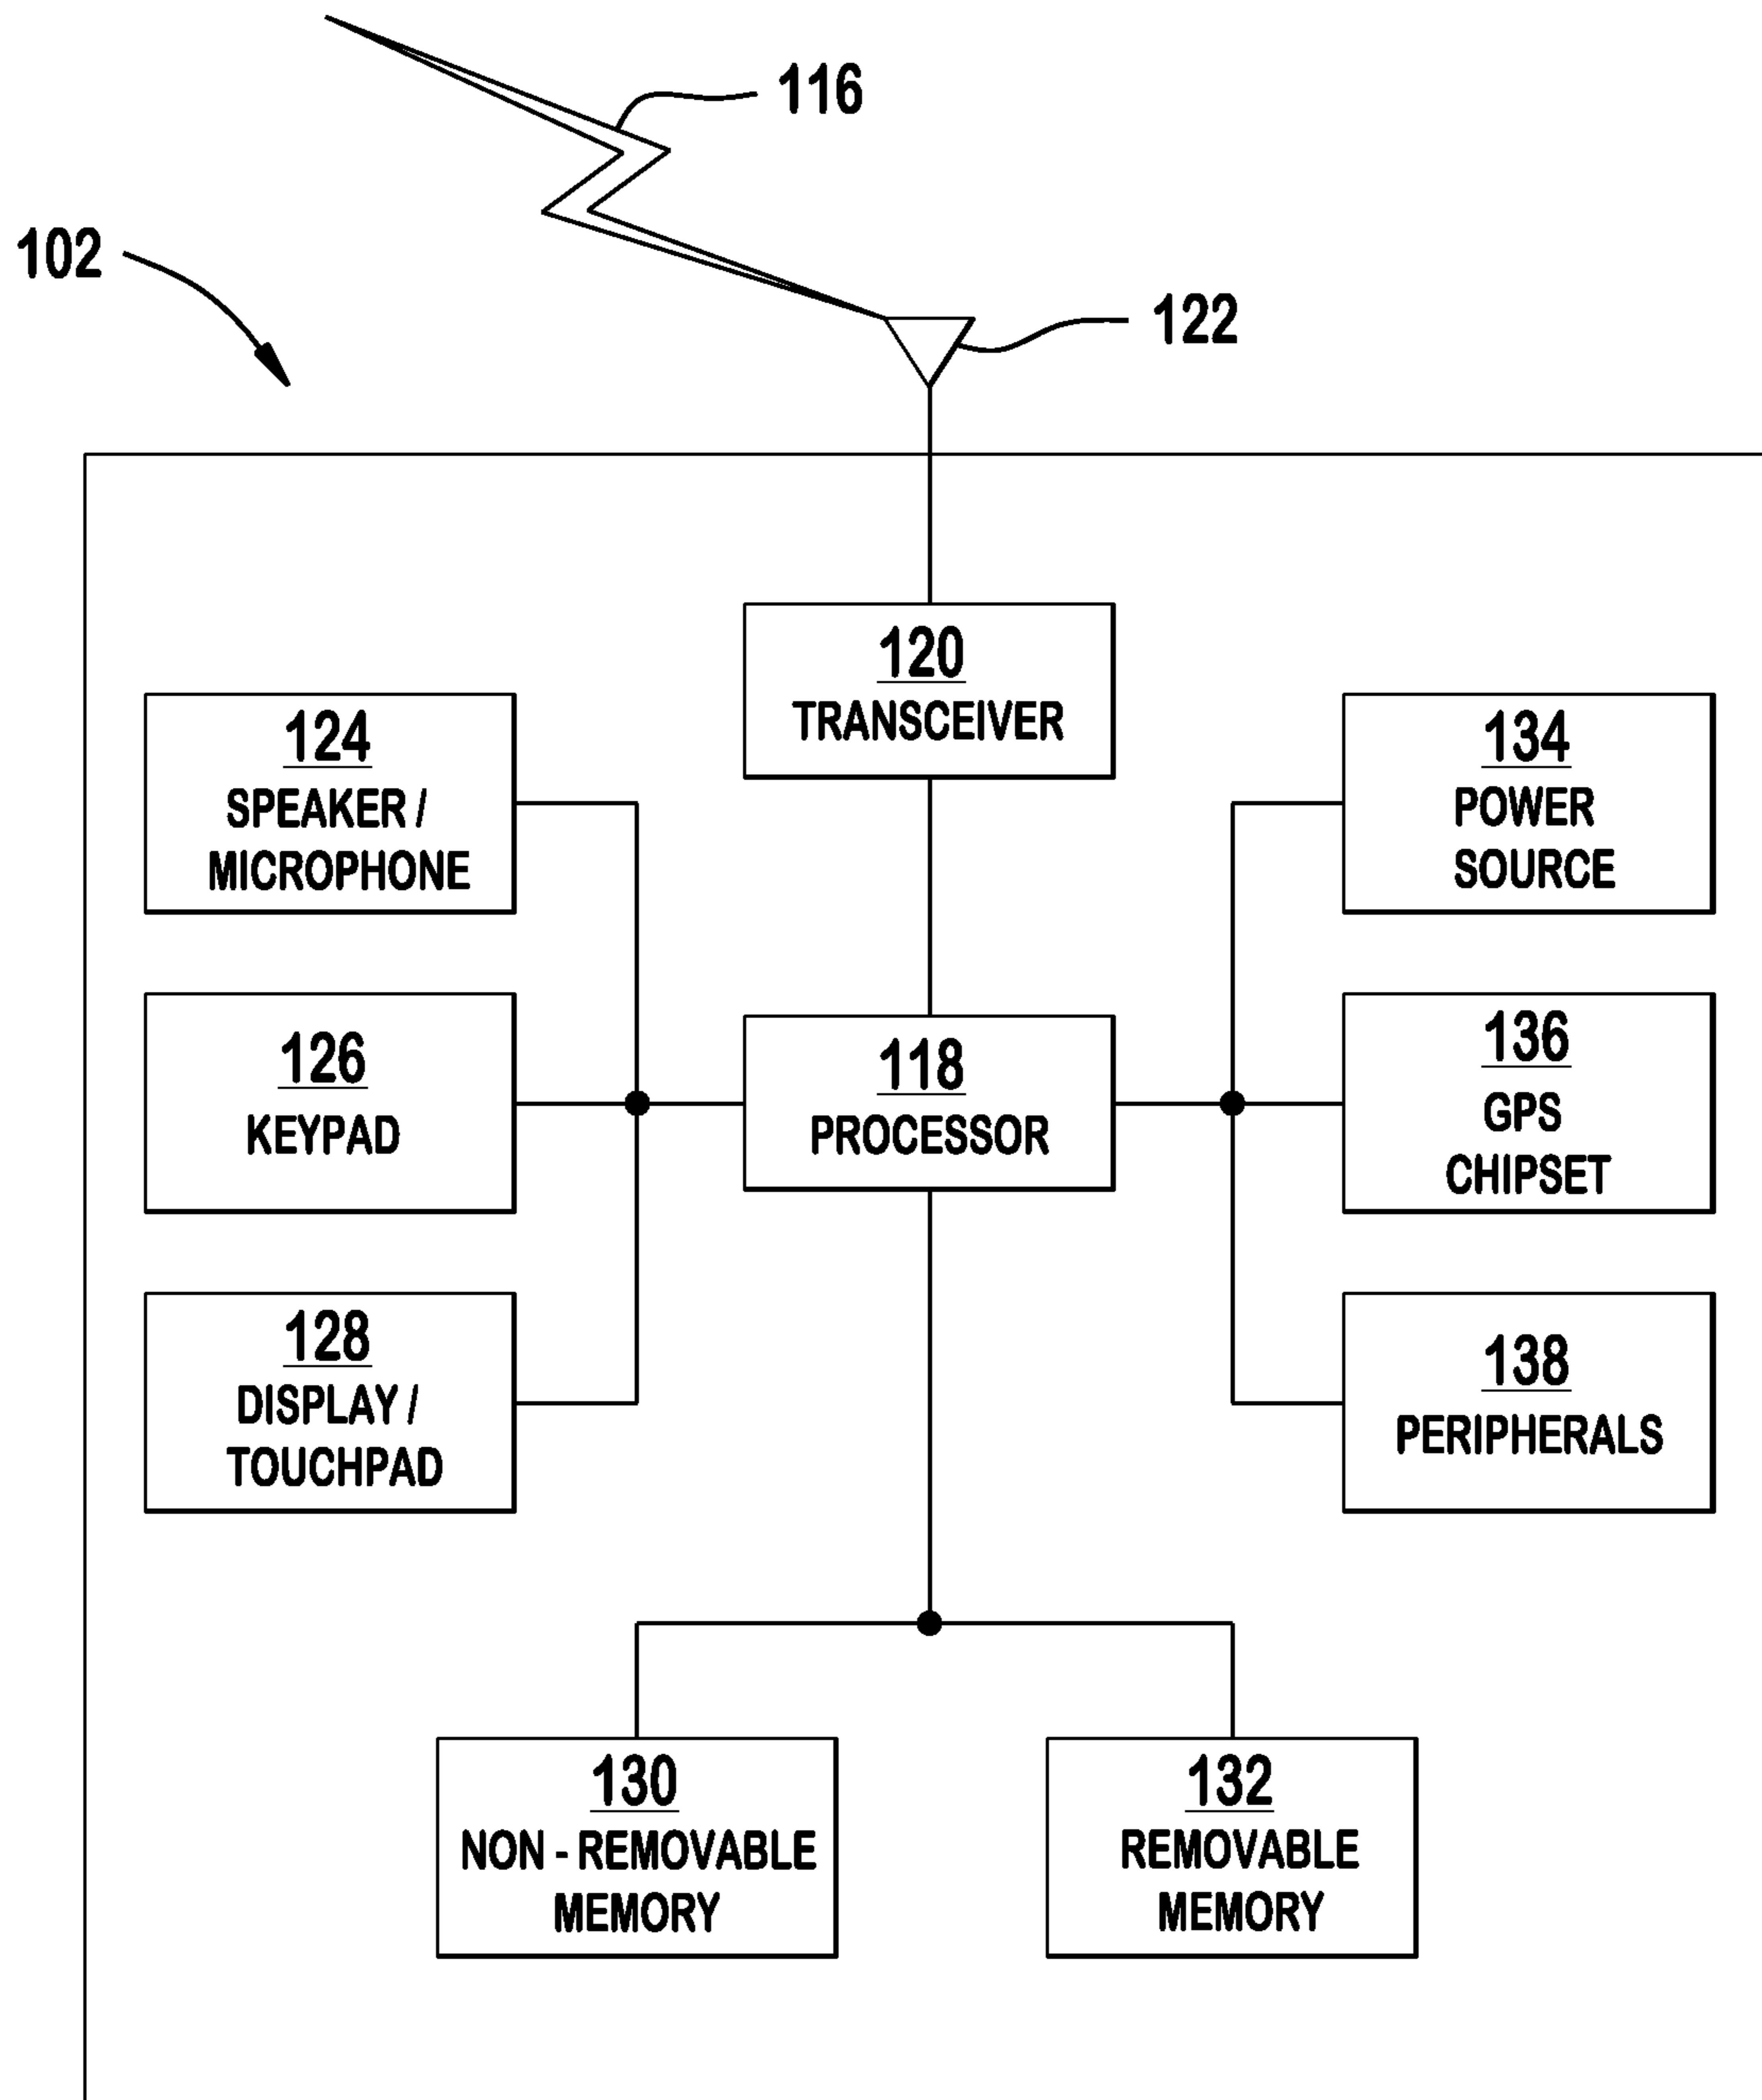 116
102
122
120
TRANSCEIVER
124
SPEAKER /
MICROPHONE
134
POWER
SOURCE
126
KEYPAD
118
PROCESSOR
136
GPS
CHIPSET
128
DISPLAY /
TOUCHPAD
138
PERIPHERALS
130
NON - REMOVABLE
MEMORY
132
REMOVABLE
MEMORY